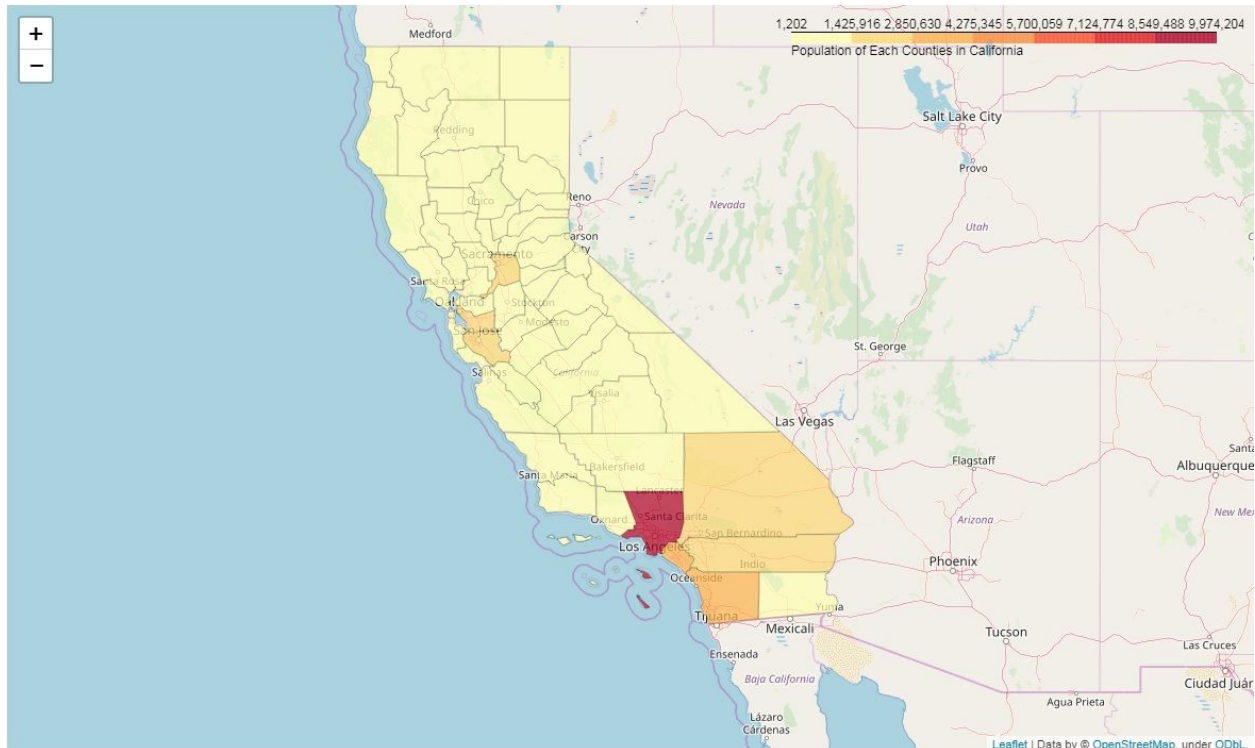 +
−
1,202 1,425,916 2,850,630 4,275,345 5,700,059 7,124,774 8,549,488 9,974,204
Population of Each Counties in California
Medford
Redding
Salt Lake City
Provo
Chico
Reno
Nevada
Carson City
Utah
Sacramento
Santa Rosa
Oakland
Stockton
Modesto
San Jose
St. George
Salinas
California
Visalia
Las Vegas
Bakersfield
Santa Maria
Flagstaff
Santa
Albuquerque
Lancaster
Oxnard
Santa Clarita
New Mex
Los Angeles
San Bernardino
Arizona
Indio
Phoenix
Oceanside
Yuma
Tijuana
Mexicali
Tucson
Las Cruces
Ensenada
Baja California
Ciudad Juár
Agua Prieta
Lázaro Cárdenas
Leaflet | Data by © OpenStreetMap, under ODbL.